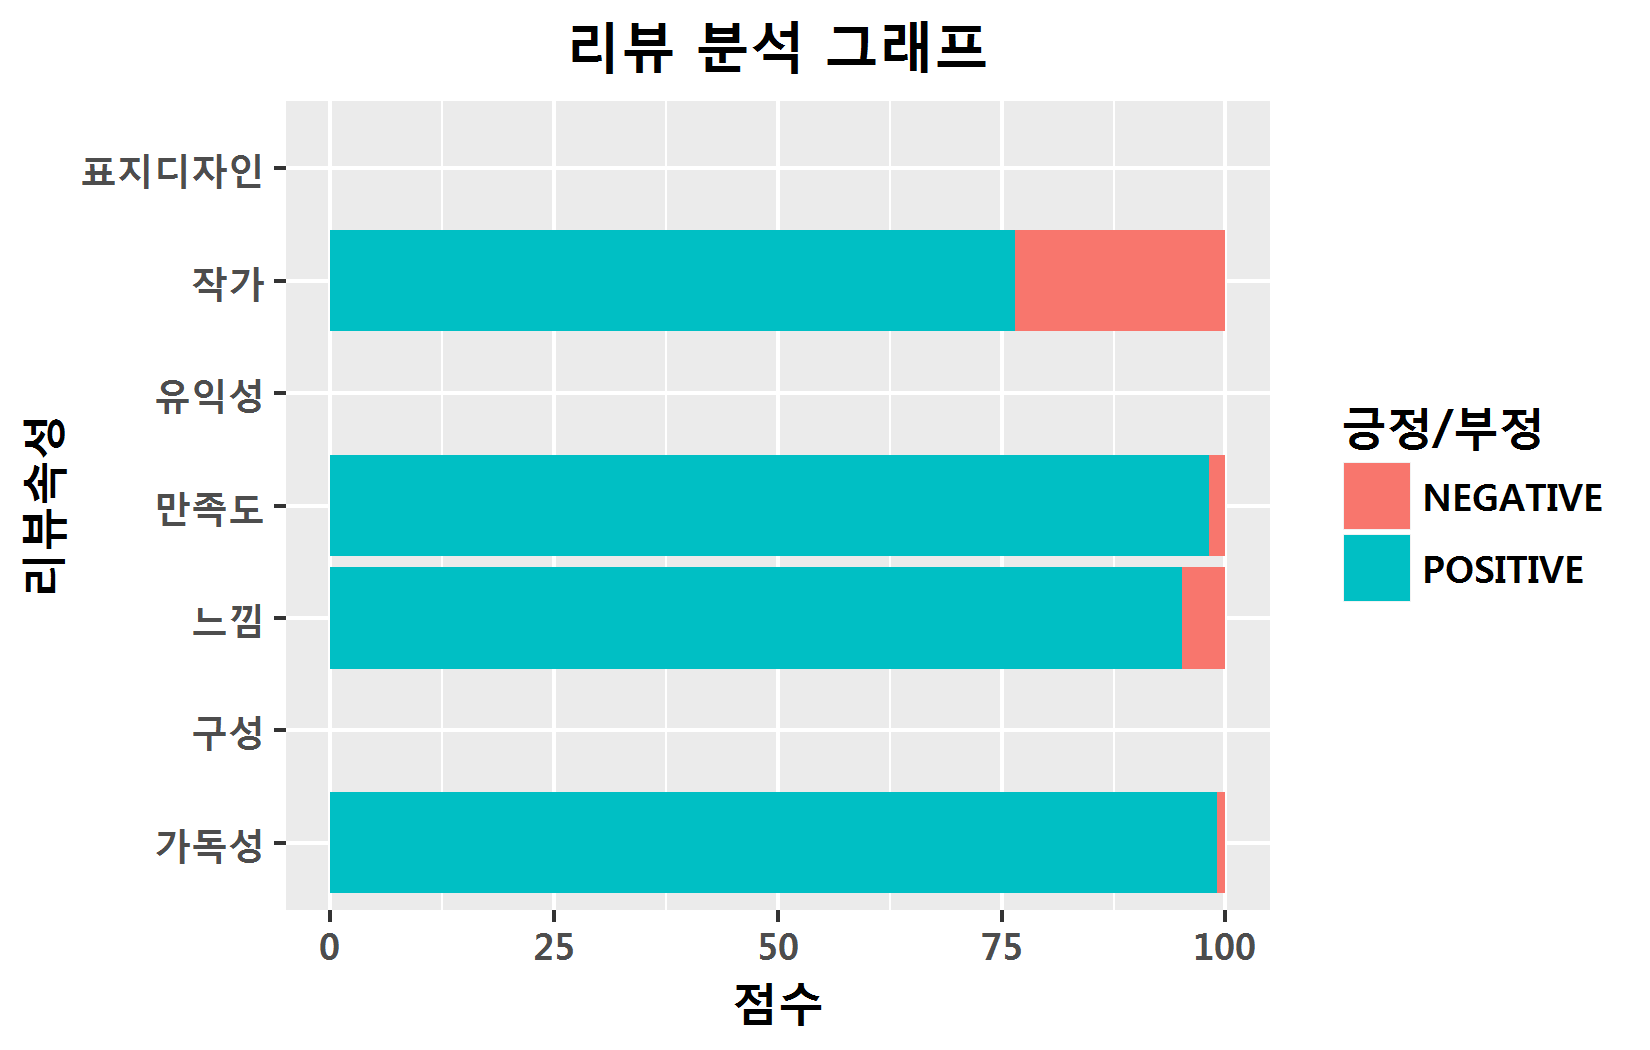 리뷰 분석 그래프
표지디자인
작가
유익성
만족도
느낌
구성
가독성
리뷰속성
0 25 50 75 100
점수
긍정/부정
NEGATIVE
POSITIVE